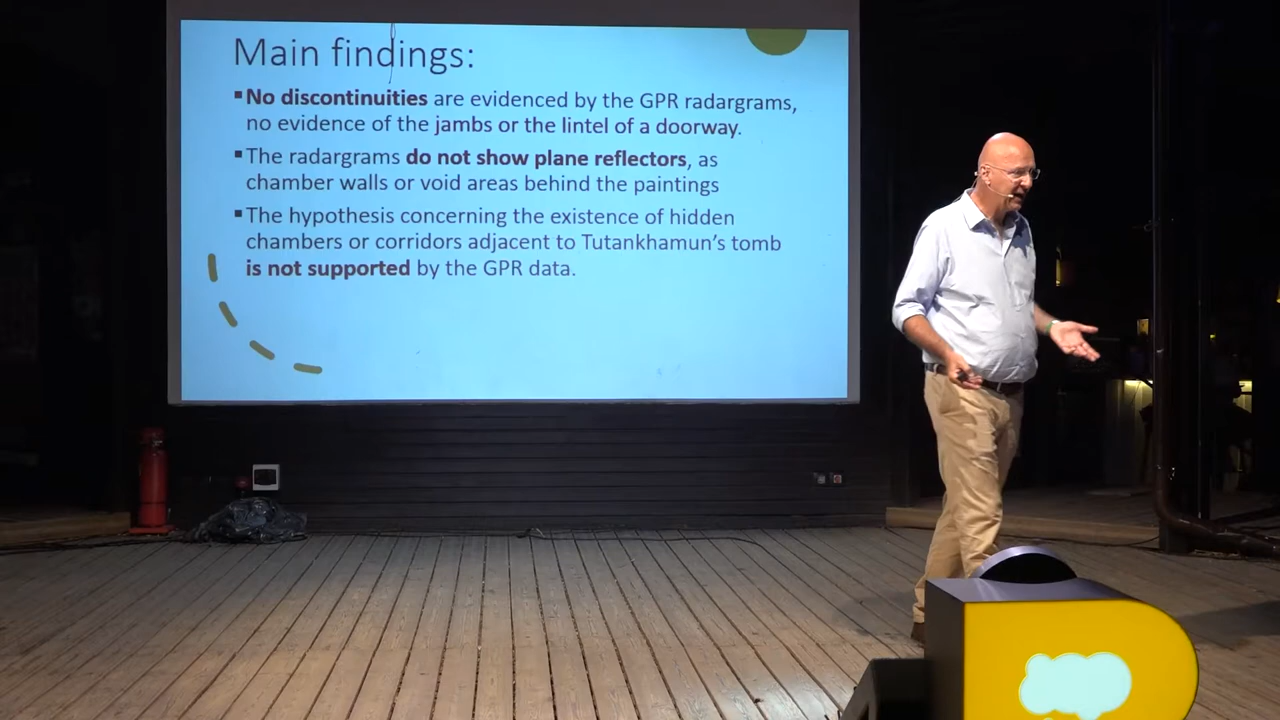 Main findings:
▪No discontinuities are evidenced by the GPR radargrams,
no evidence of the jambs or the lintel of a doorway.
▪The radargrams do not show plane reflectors, as
chamber walls or void areas behind the paintings
▪The hypothesis concerning the existence of hidden
chambers or corridors adjacent to Tutankhamun's tomb
is not supported by the GPR data.